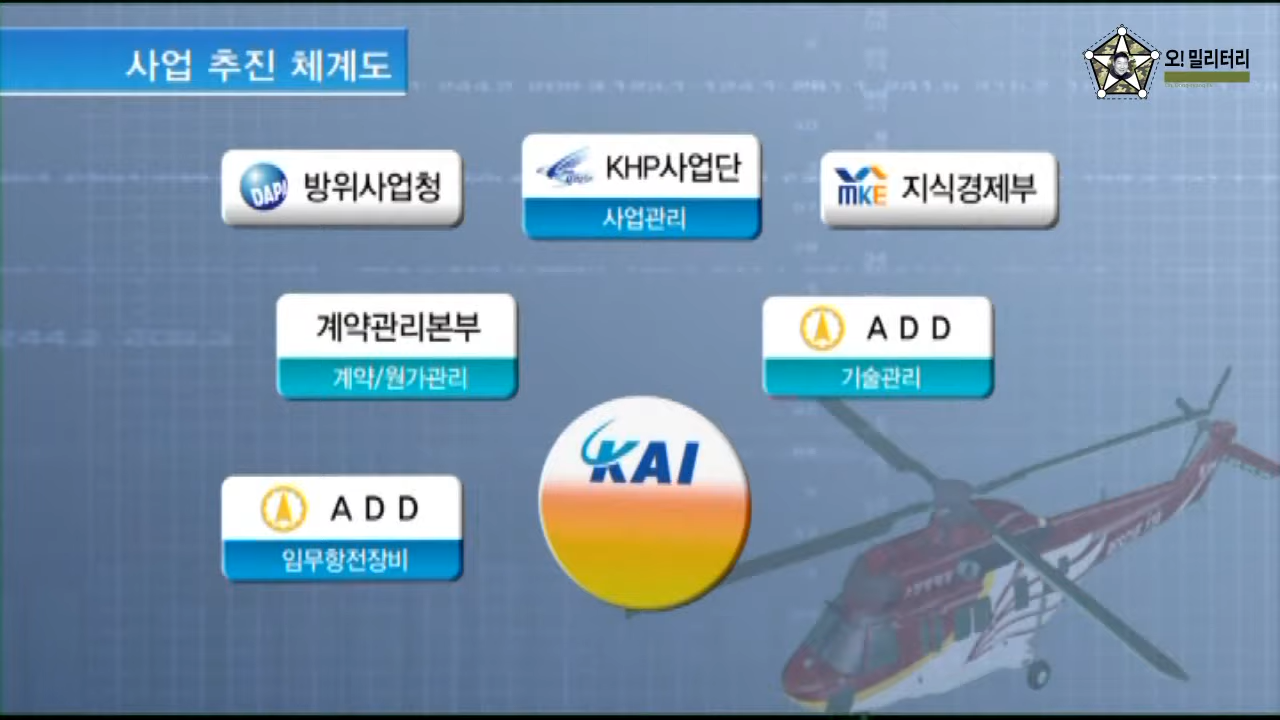 사업 추진 체계도
오! 밀리터리
DAPA 방위사업청
KHP사업단
사업관리
MKE 지식경제부
계약관리본부
계약/원가관리
ADD
기술관리
KAI
ADD
임무항전장비